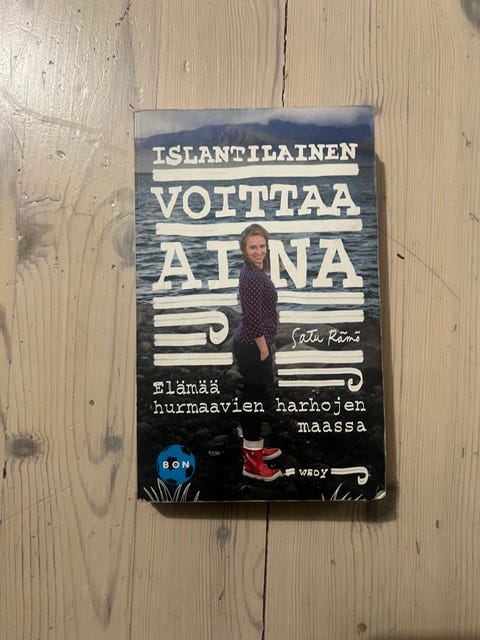 ISLANTILAINEN
VOITTAA
AINA
Satu Rämö
Elämää
hurmaavien harhojen
maassa
BON
WSOY